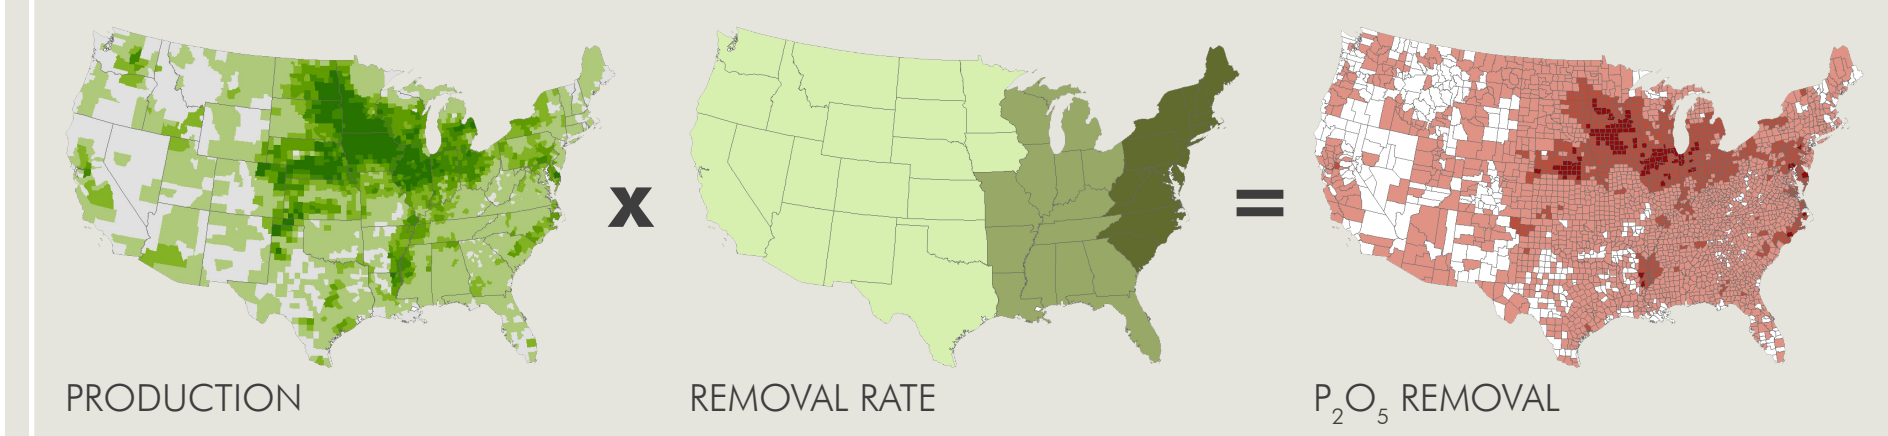 x
=
PRODUCTION
REMOVAL RATE
P₂O₅ REMOVAL